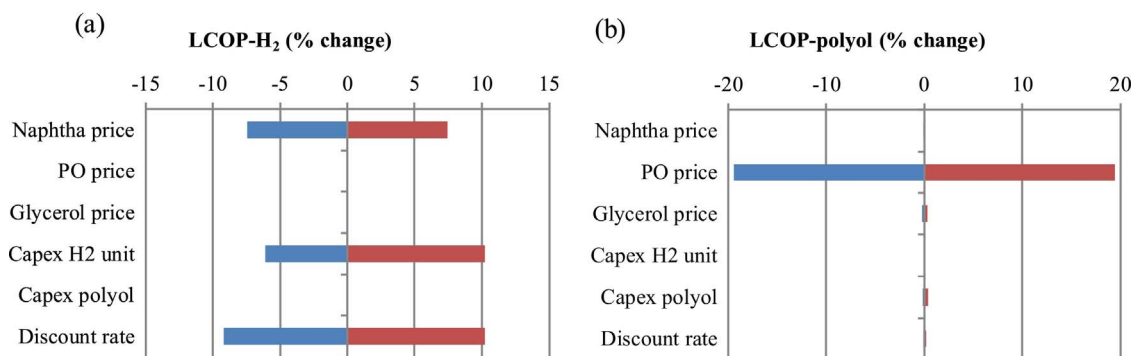 (a)
LCOP-H₂ (% change)
-15 -10 -5 0 5 10 15
Naphtha price
PO price
Glycerol price
Capex H2 unit
Capex polyol
Discount rate
(b)
LCOP-polyol (% change)
-20 -10 0 10 20
Naphtha price
PO price
Glycerol price
Capex H2 unit
Capex polyol
Discount rate